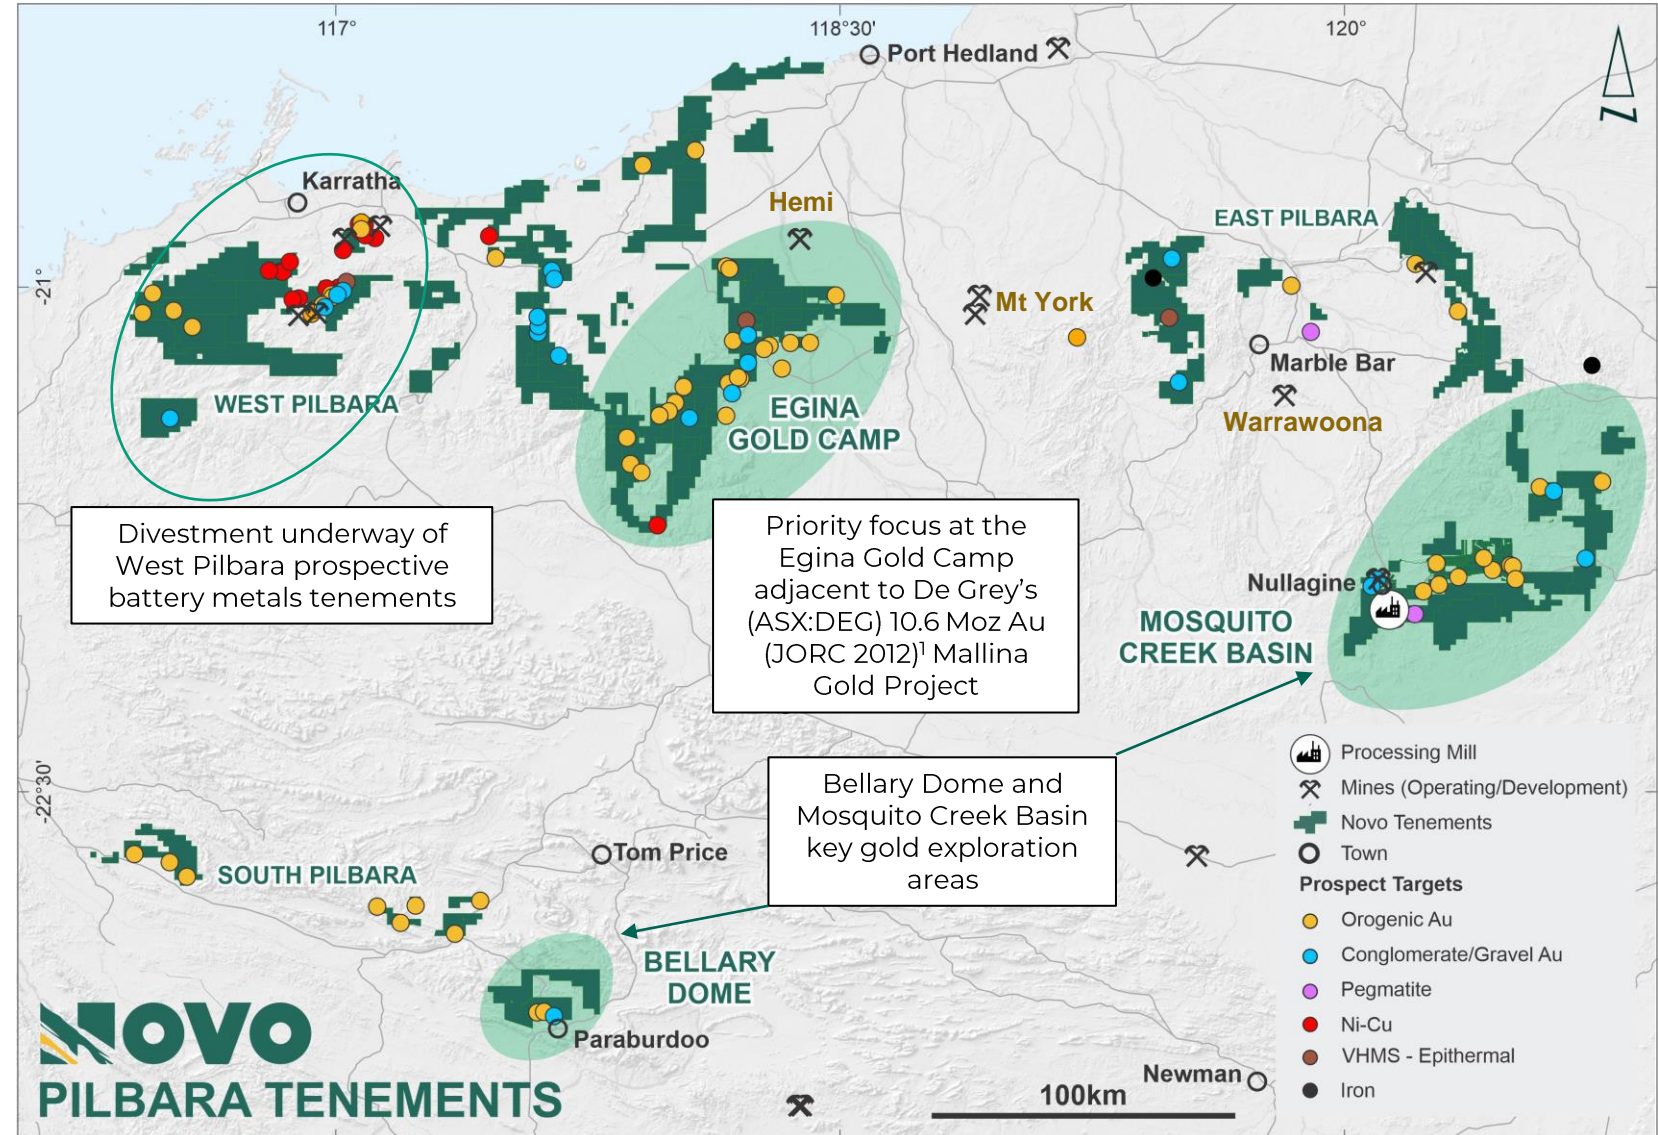 117°
118°30'
120°
Port Hedland
Karratha
Hemi
EAST PILBARA
-21°
Mt York
Marble Bar
WEST PILBARA
EGINA
GOLD CAMP
Warrawoona
Divestment underway of
West Pilbara prospective
battery metals tenements
Priority focus at the
Egina Gold Camp
adjacent to De Grey’s
(ASX:DEG) 10.6 Moz Au
(JORC 2012)¹ Mallina
Gold Project
Nullagine
MOSQUITO
CREEK BASIN
-22°30'
Bellary Dome and
Mosquito Creek Basin
key gold exploration
areas
Tom Price
SOUTH PILBARA
BELLARY
DOME
Paraburdoo
Newman
100km
NOVO
PILBARA TENEMENTS
Processing Mill
Mines (Operating/Development)
Novo Tenements
Town
Prospect Targets
Orogenic Au
Conglomerate/Gravel Au
Pegmatite
Ni-Cu
VHMS - Epithermal
Iron
Z